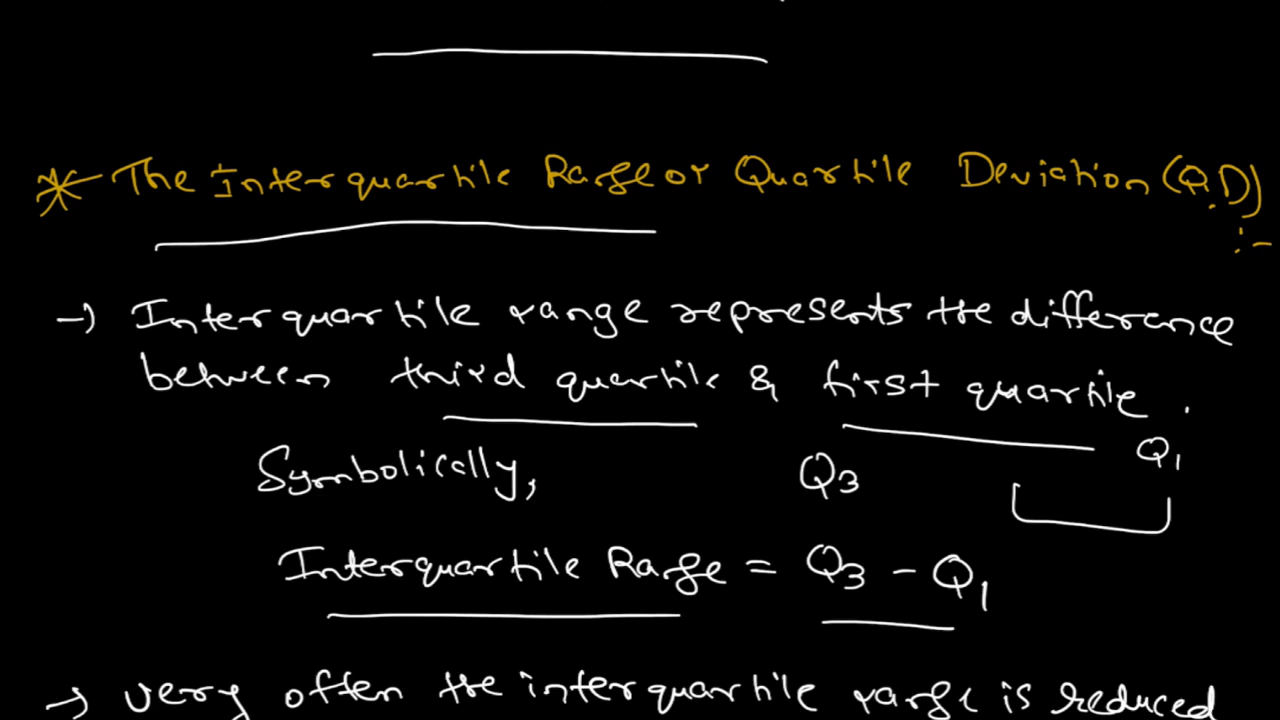 * The Interquartile Range or Quartile Deviation (Q.D)
:-
→ Interquartile range represents the difference
between third quartile & first quartile.
Symbolically, Q3 Q1
Interquartile Range = Q3 - Q1
→ very often the interquartile range is reduced